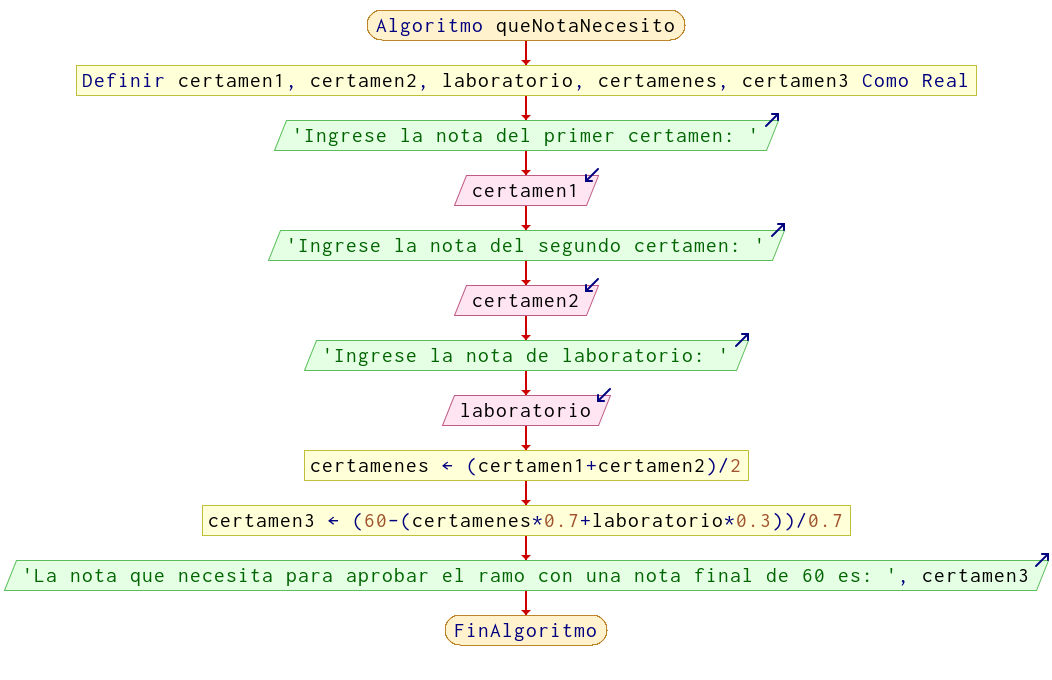 Algoritmo queNotaNecesito
Definir certamen1, certamen2, laboratorio, certamenes, certamen3 Como Real
'Ingrese la nota del primer certamen: '
certamen1
'Ingrese la nota del segundo certamen: '
certamen2
'Ingrese la nota de laboratorio: '
laboratorio
certamenes ← (certamen1+certamen2)/2
certamen3 ← (60-(certamenes*0.7+laboratorio*0.3))/0.7
'La nota que necesita para aprobar el ramo con una nota final de 60 es: ', certamen3
FinAlgoritmo